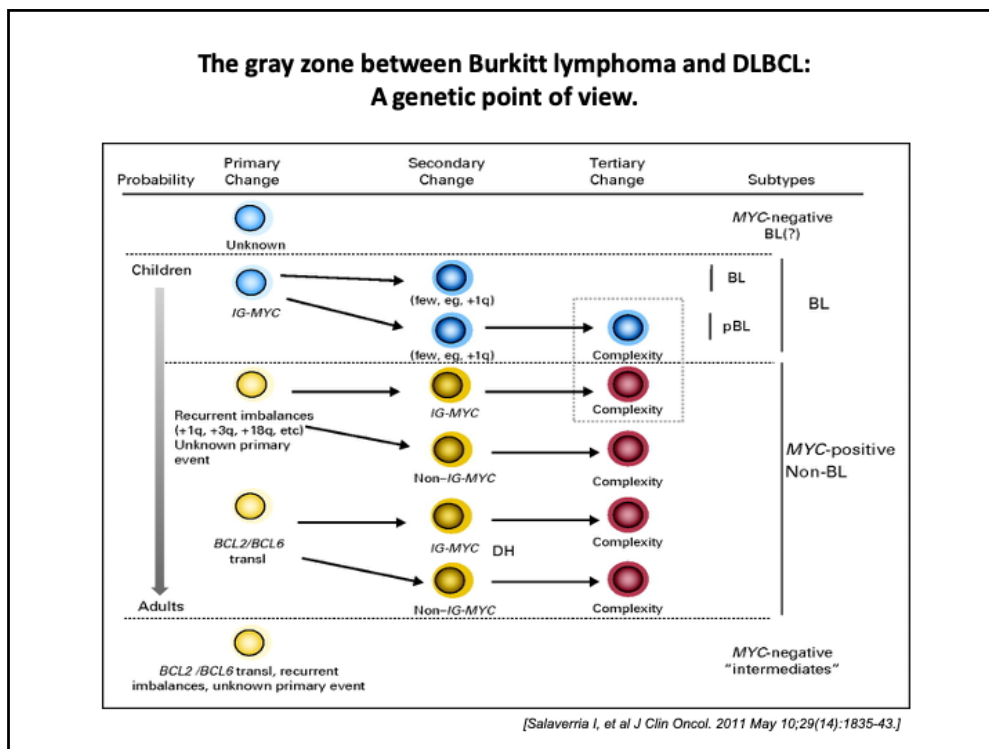 The gray zone between Burkitt lymphoma and DLBCL:
A genetic point of view.
Probability
Primary
Change
Secondary
Change
Tertiary
Change
Subtypes
Unknown
MYC-negative
BL(?)
Children
IG-MYC
(few, eg, +1q)
BL
BL
(few, eg, +1q)
Complexity
pBL
Recurrent imbalances
(+1q, +3q, +18q, etc)
Unknown primary
event
IG-MYC
Complexity
Non–IG-MYC
Complexity
MYC-positive
Non-BL
BCL2/BCL6
transl
IG-MYC
DH
Complexity
Non–IG-MYC
Complexity
Adults
BCL2 /BCL6 transl, recurrent
imbalances, unknown primary event
MYC-negative
“intermediates”
[Salaverria I, et al J Clin Oncol. 2011 May 10;29(14):1835-43.]